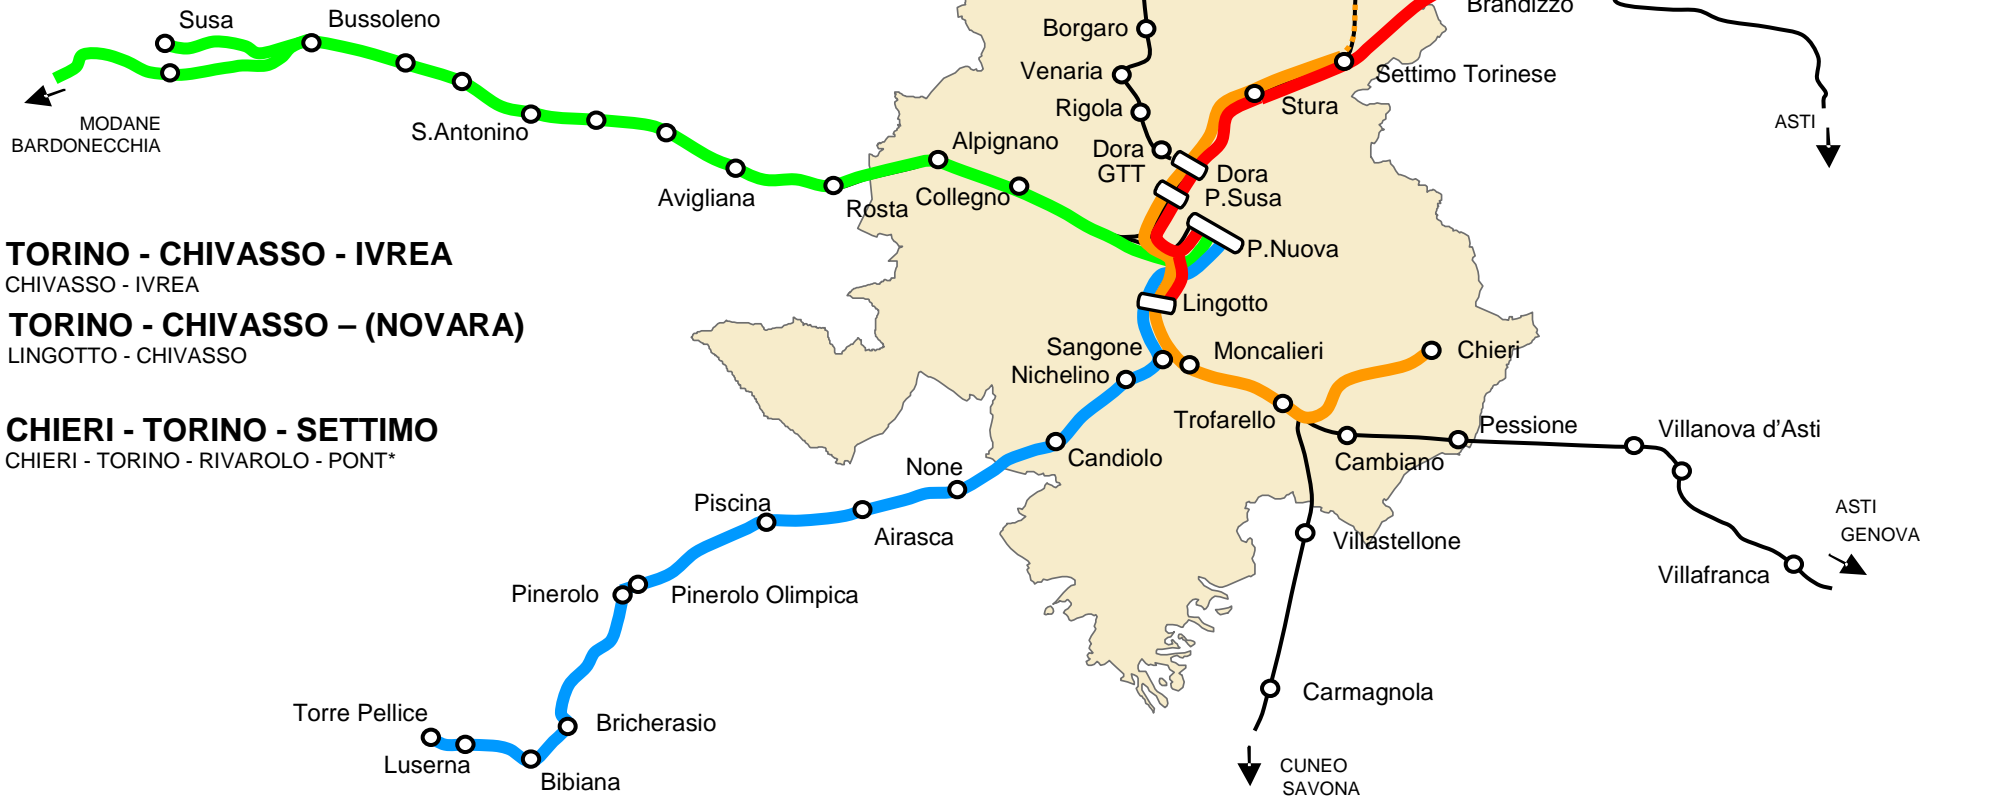 Susa
Bussoleno
Borgaro
Brandizzo
Venaria
Settimo Torinese
Rigola
Stura
MODANE
BARDONECCHIA
S.Antonino
ASTI
Alpignano
Dora
GTT
Dora
P.Susa
Avigliana
Rosta
Collegno
P.Nuova
TORINO - CHIVASSO - IVREA
CHIVASSO - IVREA
Lingotto
TORINO - CHIVASSO – (NOVARA)
LINGOTTO - CHIVASSO
Sangone
Moncalieri
Chieri
Nichelino
Trofarello
Pessione
Villanova d’Asti
CHIERI - TORINO - SETTIMO
CHIERI - TORINO - RIVAROLO - PONT*
Candiolo
Cambiano
None
Piscina
ASTI
GENOVA
Airasca
Villastellone
Villafranca
Pinerolo
Pinerolo Olimpica
Carmagnola
Torre Pellice
Bricherasio
Luserna
Bibiana
CUNEO
SAVONA